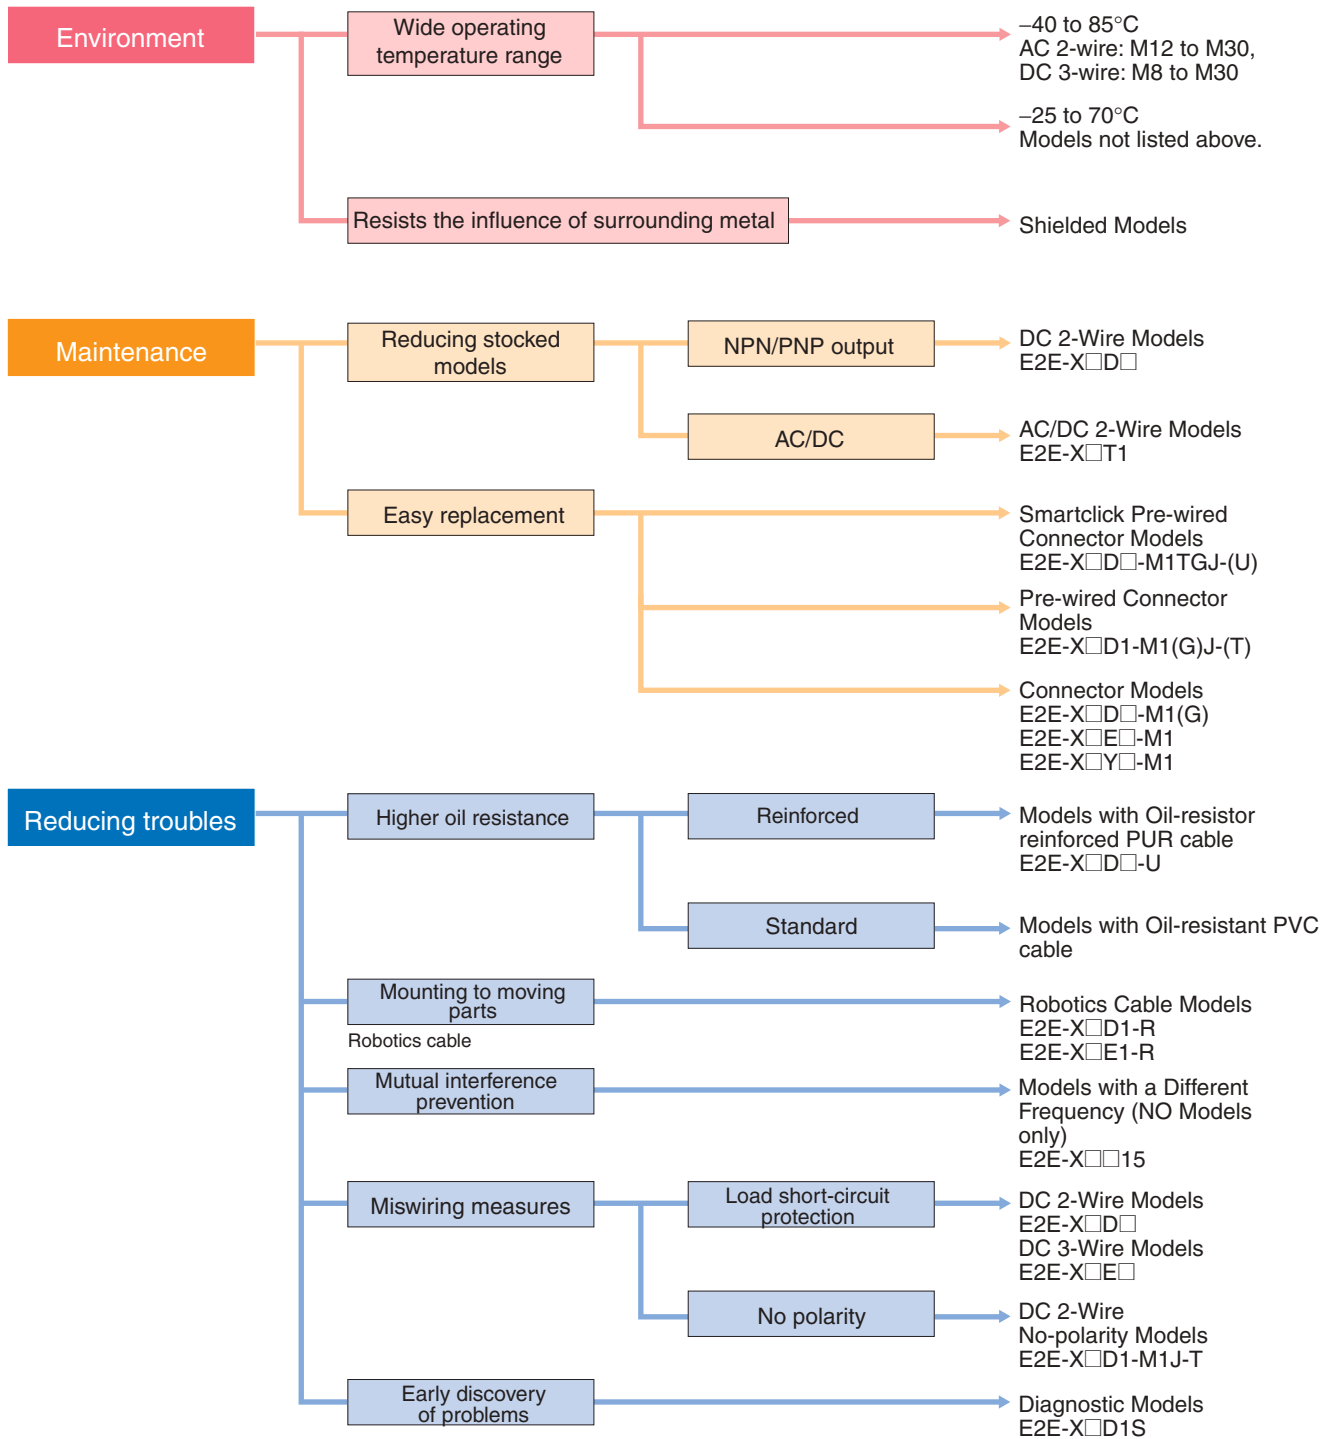 Environment
Wide operating
temperature range
–40 to 85°C
AC 2-wire: M12 to M30,
DC 3-wire: M8 to M30
–25 to 70°C
Models not listed above.
Resists the influence of surrounding metal
Shielded Models
Maintenance
Reducing stocked
models
NPN/PNP output
DC 2-Wire Models
E2E-X□D□
AC/DC
AC/DC 2-Wire Models
E2E-X□T1
Easy replacement
Smartclick Pre-wired
Connector Models
E2E-X□D□-M1TGJ-(U)
Pre-wired Connector
Models
E2E-X□D1-M1(G)J-(T)
Connector Models
E2E-X□D□-M1(G)
E2E-X□E□-M1
E2E-X□Y□-M1
Reducing troubles
Higher oil resistance
Reinforced
Models with Oil-resistor
reinforced PUR cable
E2E-X□D□-U
Standard
Models with Oil-resistant PVC
cable
Mounting to moving
parts
Robotics cable
Robotics Cable Models
E2E-X□D1-R
E2E-X□E1-R
Mutual interference
prevention
Models with a Different
Frequency (NO Models
only)
E2E-X□□15
Miswiring measures
Load short-circuit
protection
DC 2-Wire Models
E2E-X□D□
DC 3-Wire Models
E2E-X□E□
No polarity
DC 2-Wire
No-polarity Models
E2E-X□D1-M1J-T
Early discovery
of problems
Diagnostic Models
E2E-X□D1S